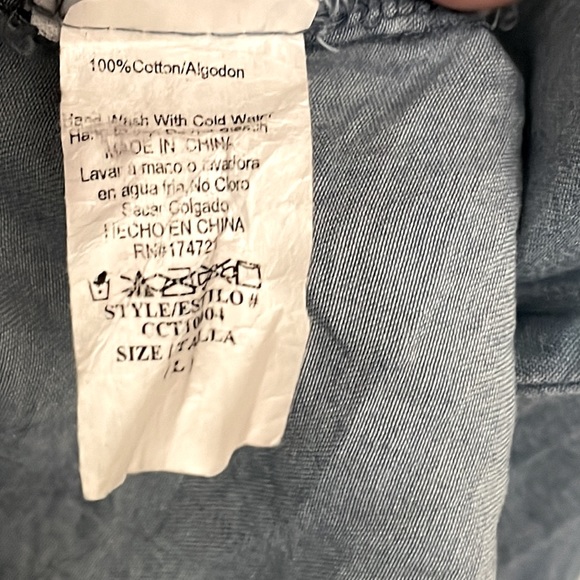 100%Cotton/Algodon
Hand Wash With Cold Water
MADE IN CHINA
Lavar a mano o lavadora
en agua fria,No Cloro
Secar Colgado
HECHO EN CHINA
STYLE/ESTILO #
SIZE / TALLA
/L/